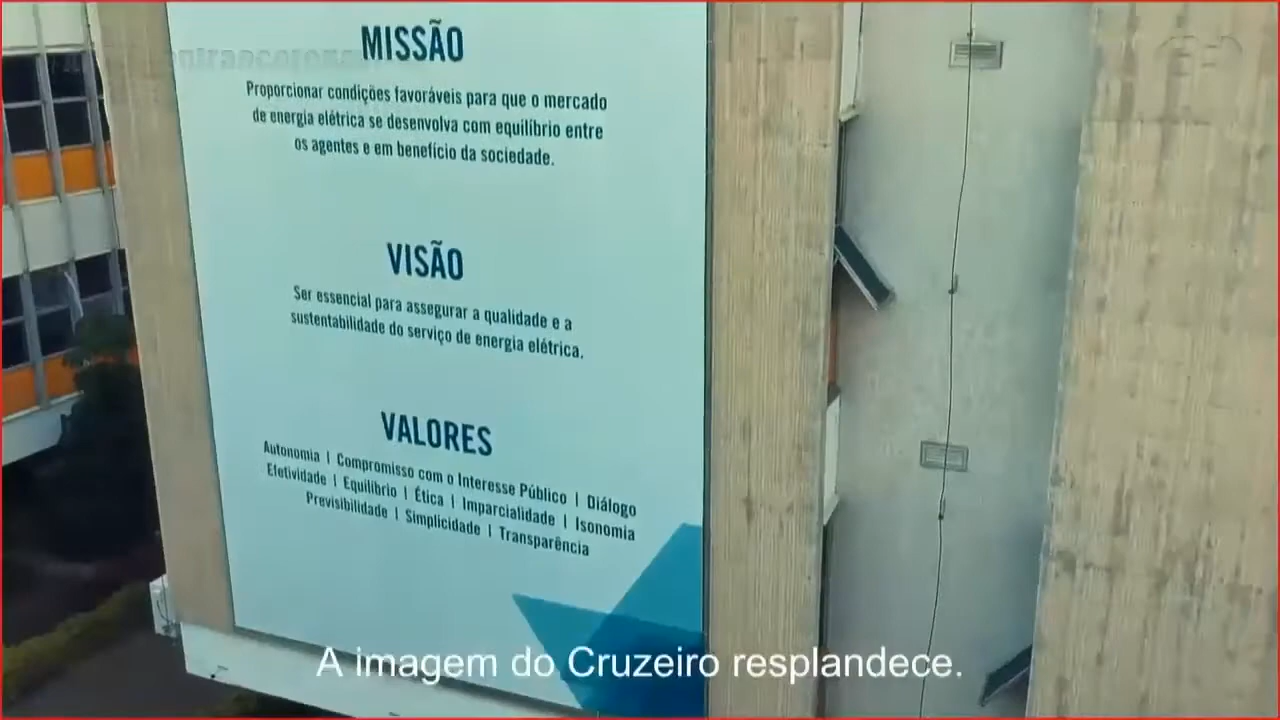 MISSÃO
Proporcionar condições favoráveis para que o mercado
de energia elétrica se desenvolva com equilíbrio entre
os agentes e em benefício da sociedade.
VISÃO
Ser essencial para assegurar a qualidade e a
sustentabilidade do serviço de energia elétrica.
VALORES
Autonomia | Compromisso com o Interesse Público | Diálogo
Efetividade | Equilíbrio | Ética | Imparcialidade | Isonomia
Previsibilidade | Simplicidade | Transparência
A imagem do Cruzeiro resplandece.